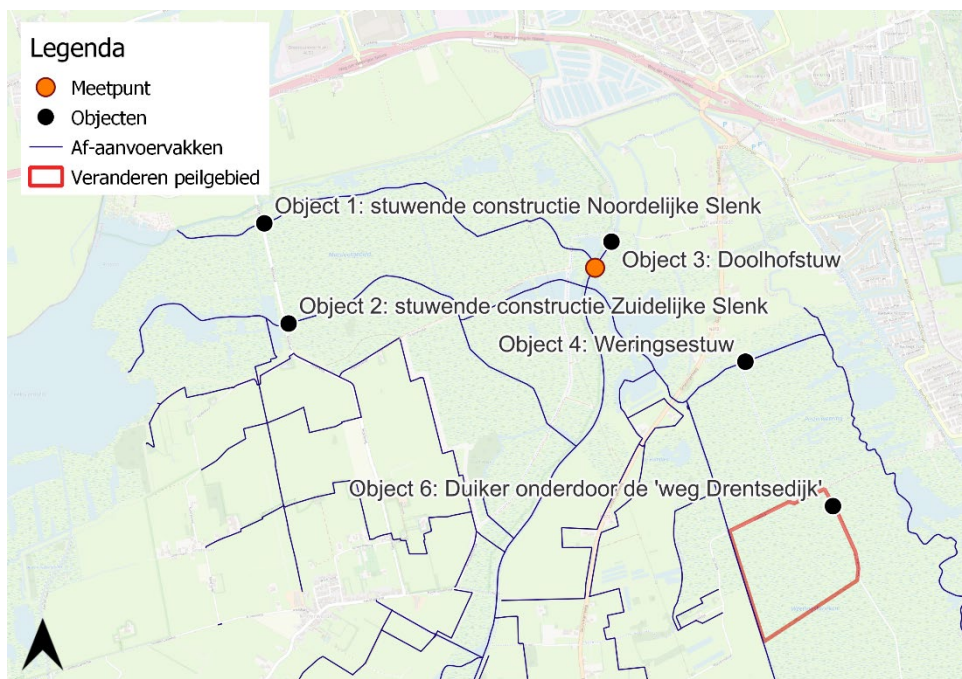 Legenda
Meetpunt
Objecten
Af-aanvoervakken
Veranderen peilgebied
Object 1: stuwende constructie Noordelijke Slenk
Object 3: Doolhofstuw
Object 2: stuwende constructie Zuidelijke Slenk
Object 4: Weringsestuw
Object 6: Duiker onderdoor de 'weg Drentsedijk'